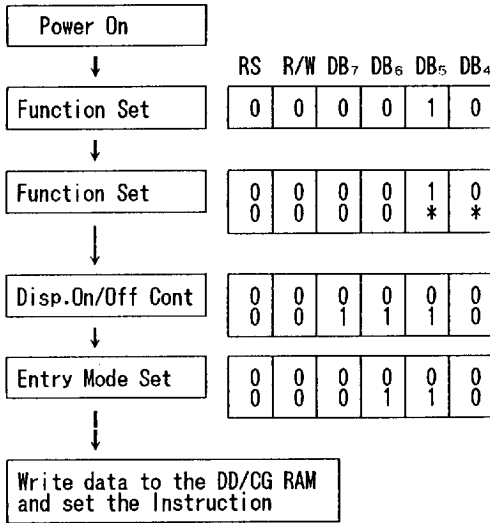 Power On
RS R/W DB₇ DB₆ DB₅ DB₄
Function Set 0 0 0 0 1 0
Function Set 0 0 0 0 1 0
0 0 0 0 * *
Disp.On/Off Cont 0 0 0 0 0 0
0 0 1 1 1 0
Entry Mode Set 0 0 0 0 0 0
0 0 0 1 1 0
Write data to the DD/CG RAM
and set the Instruction